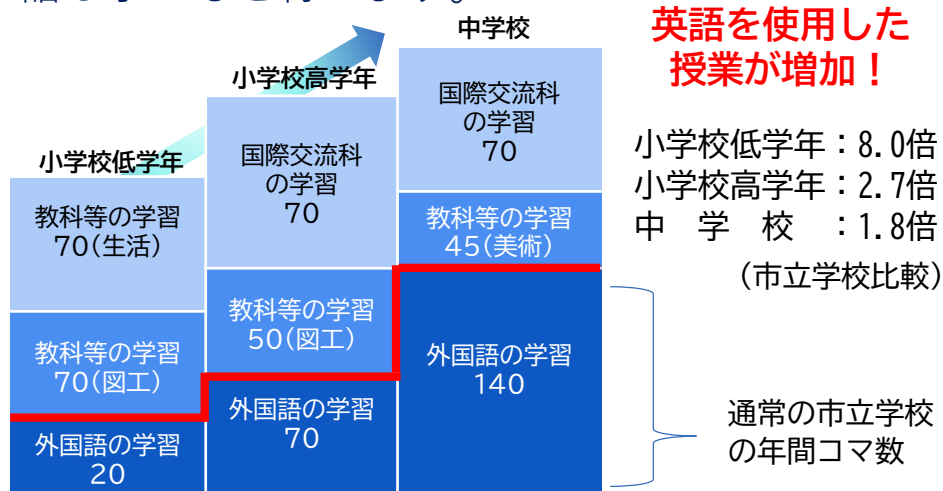 中学校
英語を使用した
授業が増加！
小学校高学年
国際交流科
の学習
70
小学校低学年：8.0倍
小学校高学年：2.7倍
中　学　校　：1.8倍
（市立学校比較）
小学校低学年
国際交流科
の学習
70
教科等の学習
70(生活)
教科等の学習
45(美術)
教科等の学習
50(図工)
教科等の学習
70(図工)
外国語の学習
140
外国語の学習
70
通常の市立学校
の年間コマ数
外国語の学習
20